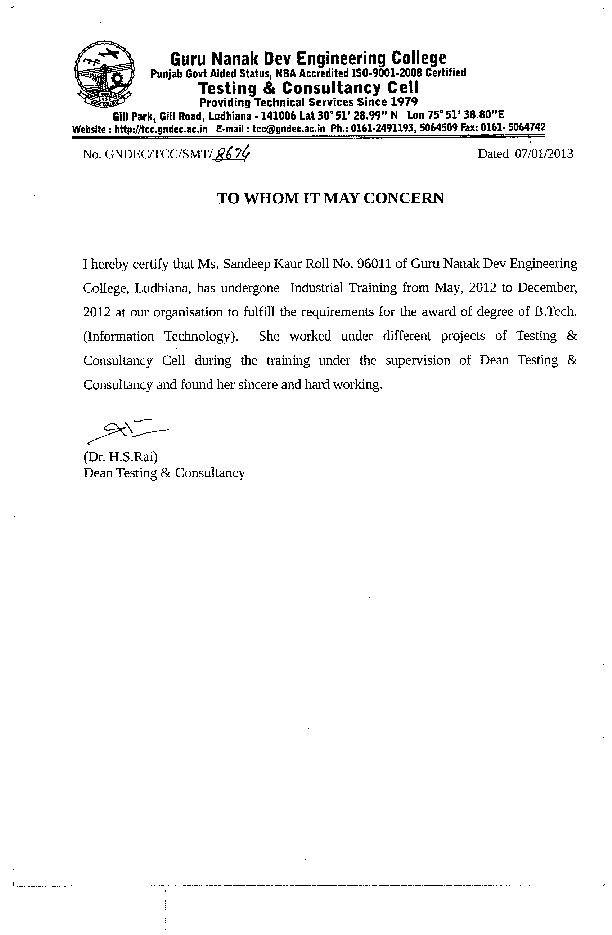 Guru Nanak Dev Engineering College
Punjab Govt Aided Status, NBA Accredited ISO-9001-2008 Certified
Testing & Consultancy Cell
Providing Technical Services Since 1979
Gill Park, Gill Road, Ludhiana - 141006 Lat 30° 51' 28.99" N Lon 75° 51' 38.80"E
Website : http://tcc.gndec.ac.in E-mail : tcc@gndec.ac.in Ph.: 0161-2491193, 5064509 Fax: 0161- 5064742
No. GNDEC/TCC/SMT/8674 Dated 07/01/2013
TO WHOM IT MAY CONCERN
I hereby certify that Ms. Sandeep Kaur Roll No. 96011 of Guru Nanak Dev Engineering
College, Ludhiana, has undergone Industrial Training from May, 2012 to December,
2012 at our organisation to fulfill the requirements for the award of degree of B.Tech.
(Information Technology). She worked under different projects of Testing &
Consultancy Cell during the training under the supervision of Dean Testing &
Consultancy and found her sincere and hard working.
(Dr. H.S.Rai)
Dean Testing & Consultancy